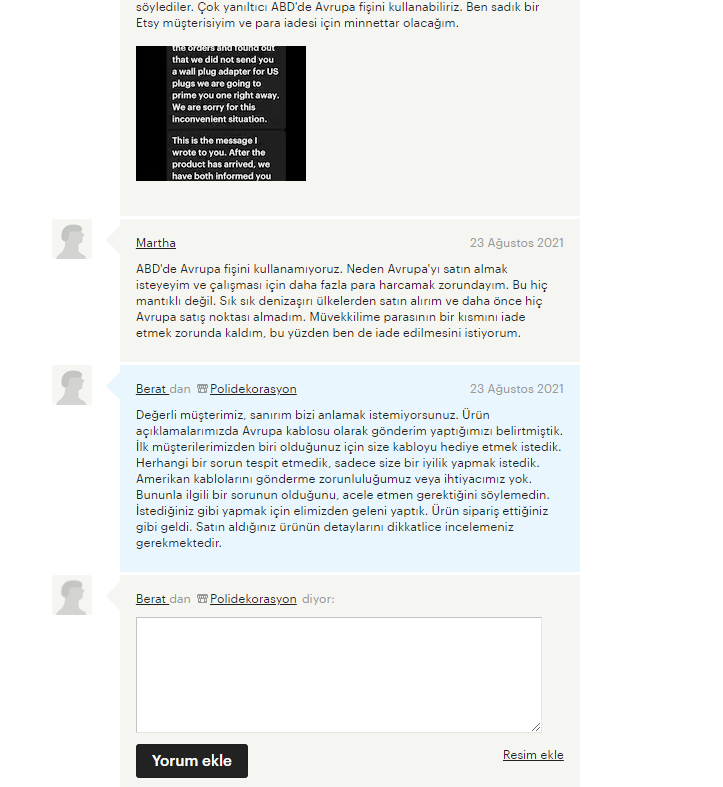 söylediler. Çok yanıltıcı ABD'de Avrupa fişini kullanabiliriz. Ben sadık bir
Etsy müşterisiyim ve para iadesi için minnettar olacağım.
the orders and found out
that we did not send you
a wall plug adapter for US
plugs we are going to
prime you one right away.
We are sorry for this
inconvenient situation.
This is the message I
wrote to you. After the
product has arrived, we
have both informed you
Martha
23 Ağustos 2021
ABD'de Avrupa fişini kullanamıyoruz. Neden Avrupa'yı satın almak
isteyeyim ve çalışması için daha fazla para harcamak zorundayım. Bu hiç
mantıklı değil. Sık sık denizaşırı ülkelerden satın alırım ve daha önce hiç
Avrupa satış noktası almadım. Müvekkilime parasının bir kısmını iade
etmek zorunda kaldım, bu yüzden ben de iade edilmesini istiyorum.
Berat dan Polidekorasyon
23 Ağustos 2021
Değerli müşterimiz, sanırım bizi anlamak istemiyorsunuz. Ürün
açıklamalarımızda Avrupa kablosu olarak gönderim yaptığımızı belirtmiştik.
İlk müşterilerimizden biri olduğunuz için size kabloyu hediye etmek istedik.
Herhangi bir sorun tespit etmedik, sadece size bir iyilik yapmak istedik.
Amerikan kablolarını gönderme zorunluluğumuz veya ihtiyacımız yok.
Bununla ilgili bir sorunun olduğunu, acele etmen gerektiğini söylemedin.
İstediğiniz gibi yapmak için elimizden geleni yaptık. Ürün sipariş ettiğiniz
gibi geldi. Satın aldığınız ürünün detaylarını dikkatlice incelemeniz
gerekmektedir.
Berat dan Polidekorasyon diyor:
Yorum ekle
Resim ekle